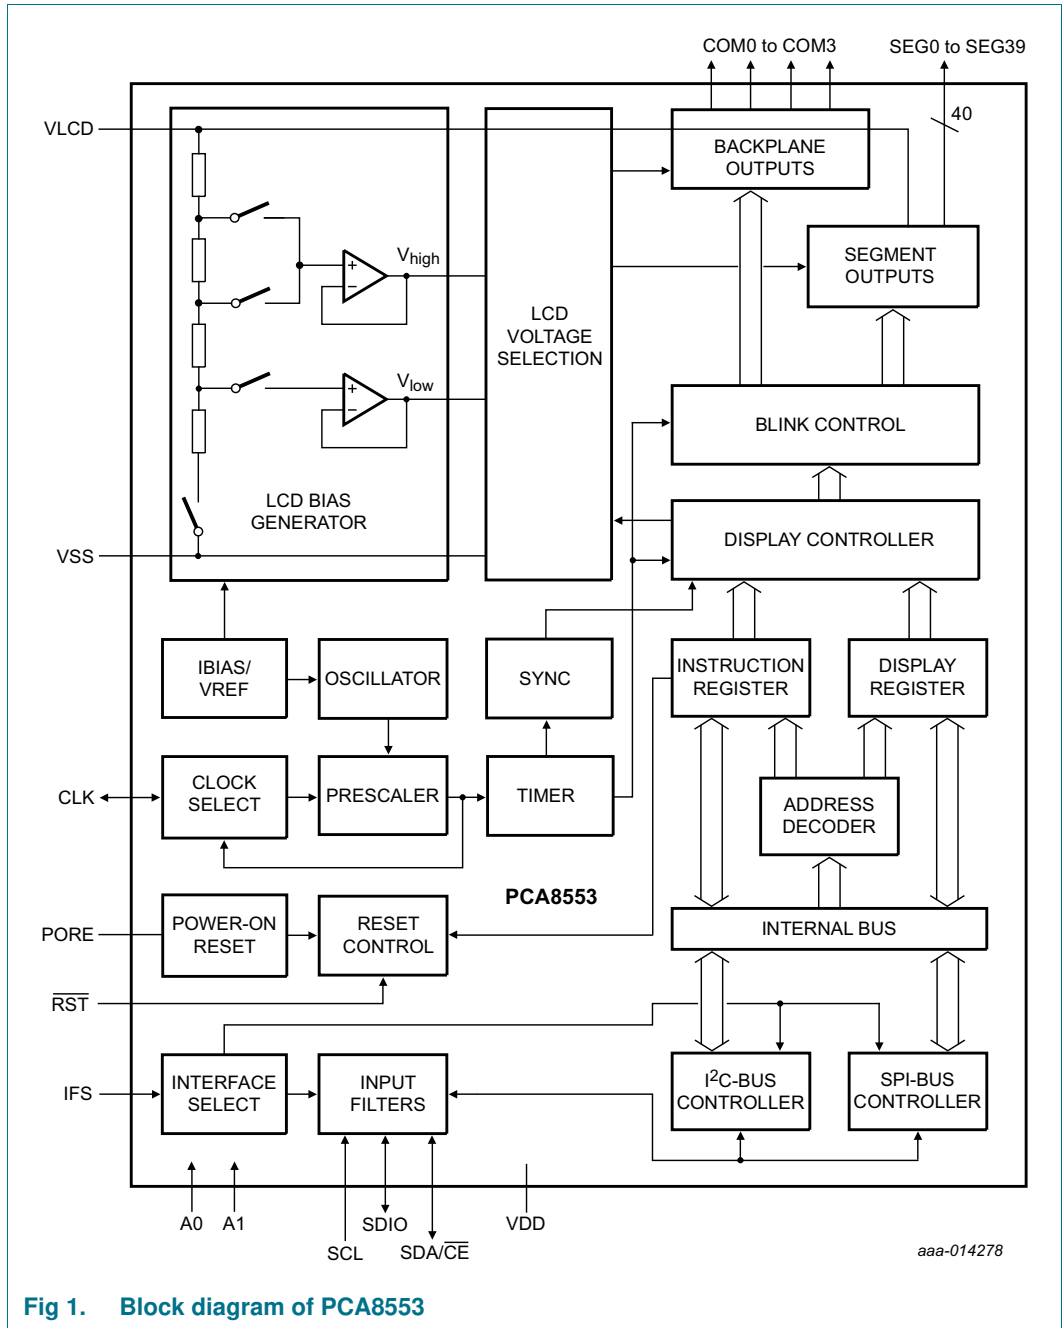 COM0 to COM3
SEG0 to SEG39
40
VLCD
BACKPLANE
OUTPUTS
SEGMENT
OUTPUTS
Vhigh
+
−
LCD
VOLTAGE
SELECTION
Vlow
+
−
BLINK CONTROL
LCD BIAS
GENERATOR
DISPLAY CONTROLLER
VSS
IBIAS/
VREF
OSCILLATOR
SYNC
INSTRUCTION
REGISTER
DISPLAY
REGISTER
CLK
CLOCK
SELECT
PRESCALER
TIMER
ADDRESS
DECODER
PCA8553
PORE
POWER-ON
RESET
RESET
CONTROL
INTERNAL BUS
RST
IFS
INTERFACE
SELECT
INPUT
FILTERS
I2C-BUS
CONTROLLER
SPI-BUS
CONTROLLER
A0
A1
SCL
SDIO
SDA/CE
VDD
aaa-014278
Fig 1. Block diagram of PCA8553